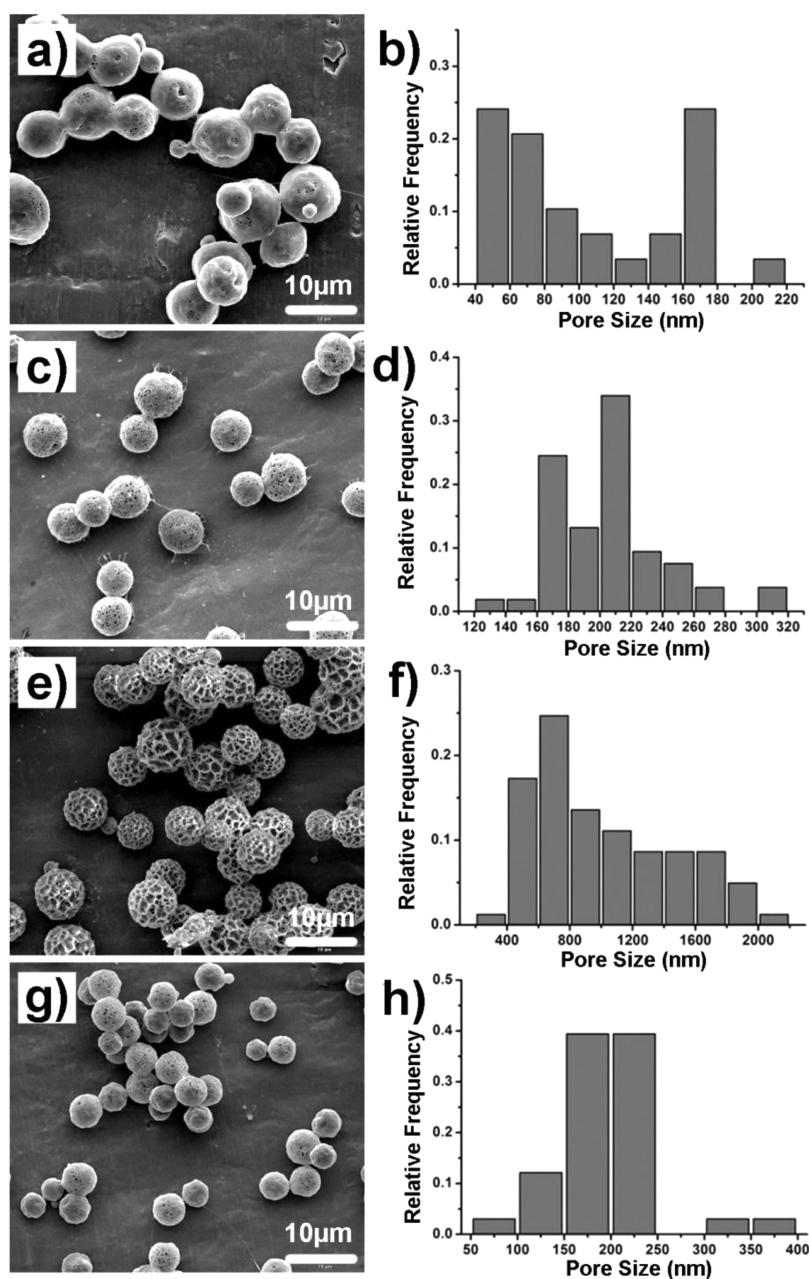 a)
10μm
b)
Relative Frequency
0.3
0.2
0.1
0.0
40 60 80 100 120 140 160 180 200 220
Pore Size (nm)
c)
10μm
d)
Relative Frequency
0.4
0.3
0.2
0.1
0.0
120 140 160 180 200 220 240 260 280 300 320
Pore Size (nm)
e)
10μm
f)
Relative Frequency
0.3
0.2
0.1
0.0
400 800 1200 1600 2000
Pore Size (nm)
g)
10μm
h)
Relative Frequency
0.5
0.4
0.3
0.2
0.1
0.0
50 100 150 200 250 300 350 400
Pore Size (nm)